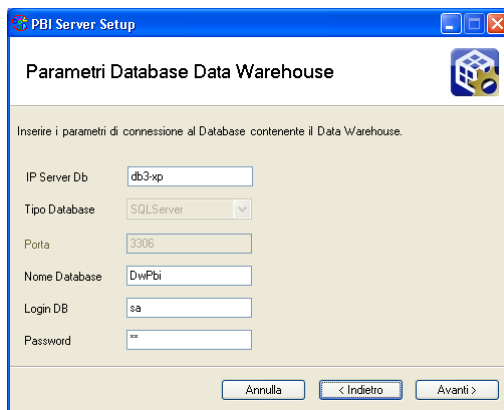 PBI Server Setup
Parametri Database Data Warehouse
Inserire i parametri di connessione al Database contenente il Data Warehouse.
IP Server Db db3-xp
Tipo Database SQLServer
Porta 3306
Nome Database DwPbi
Login DB sa
Password **
Annulla < Indietro Avanti >